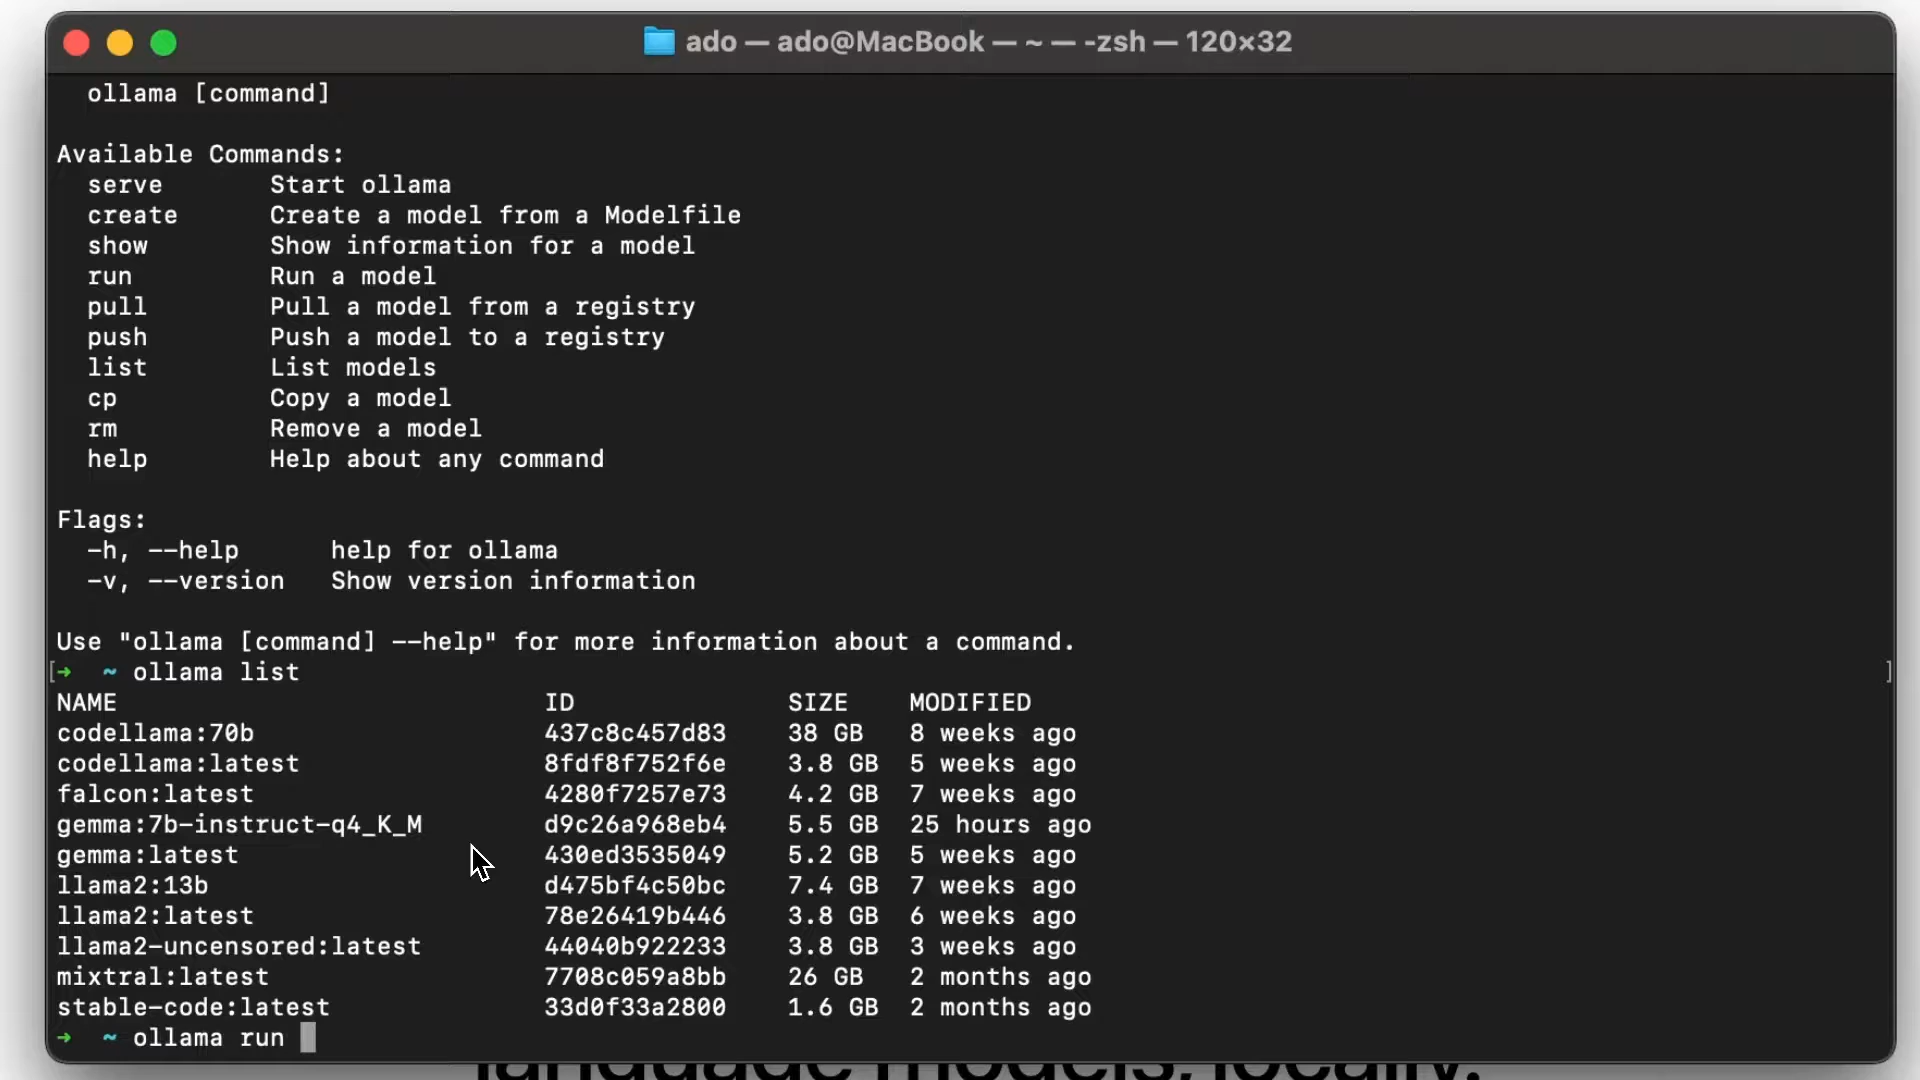 ado — ado@MacBook — ~ — -zsh — 120×32
ollama [command]
Available Commands:
serve Start ollama
create Create a model from a Modelfile
show Show information for a model
run Run a model
pull Pull a model from a registry
push Push a model to a registry
list List models
cp Copy a model
rm Remove a model
help Help about any command
Flags:
-h, --help help for ollama
-v, --version Show version information
Use "ollama [command] --help" for more information about a command.
[➜ ~ ollama list ]
NAME ID SIZE MODIFIED
codellama:70b 437c8c457d83 38 GB 8 weeks ago
codellama:latest 8fdf8f752f6e 3.8 GB 5 weeks ago
falcon:latest 4280f7257e73 4.2 GB 7 weeks ago
gemma:7b-instruct-q4_K_M d9c26a968eb4 5.5 GB 25 hours ago
gemma:latest 430ed3535049 5.2 GB 5 weeks ago
llama2:13b d475bf4c50bc 7.4 GB 7 weeks ago
llama2:latest 78e26419b446 3.8 GB 6 weeks ago
llama2-uncensored:latest 44040b922233 3.8 GB 3 weeks ago
mixtral:latest 7708c059a8bb 26 GB 2 months ago
stable-code:latest 33d0f33a2800 1.6 GB 2 months ago
➜ ~ ollama run
language models, locally.